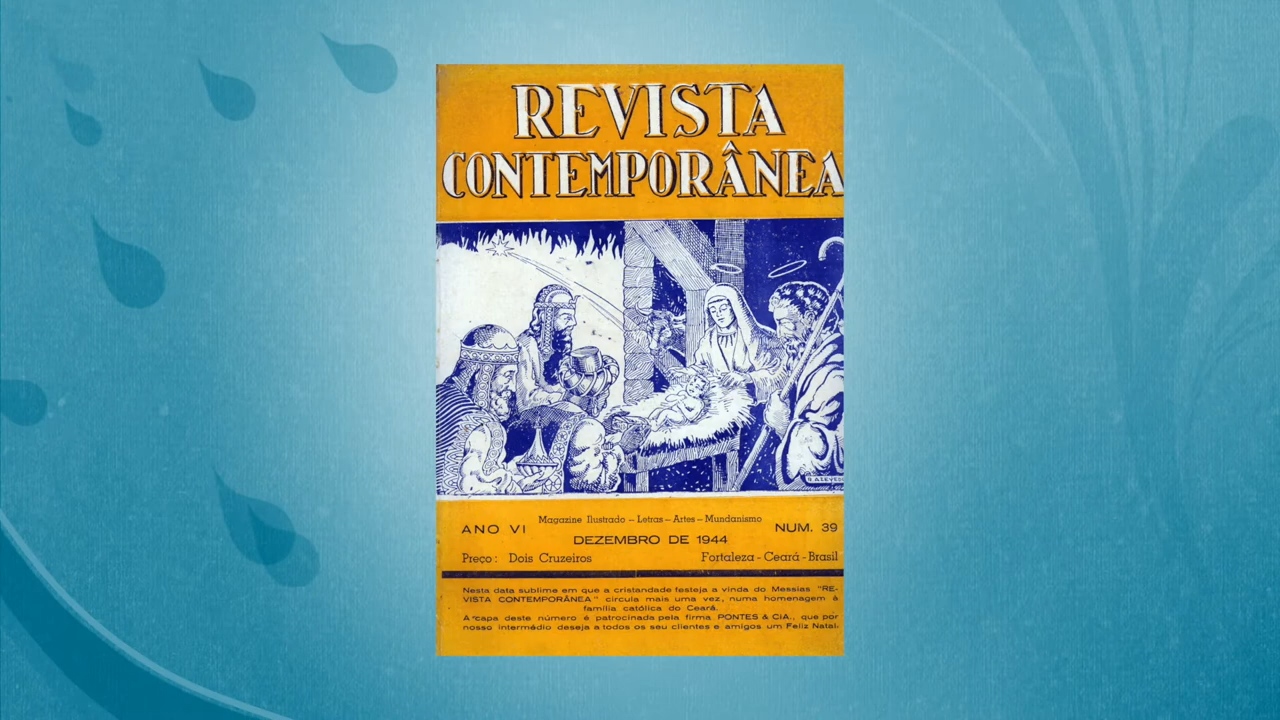 REVISTA
CONTEMPORÂNEA
R. AZEVEDO
ANO VI
Magazine Ilustrado – Letras – Artes – Mundanismo
NUM. 39
DEZEMBRO DE 1944
Preço: Dois Cruzeiros
Fortaleza - Ceará - Brasil
Nesta data sublime em que a cristandade festeja a vinda do Messias "RE-
VISTA CONTEMPORÂNEA" circula mais uma vez, numa homenagem à
família católica do Ceará.
A capa deste número é patrocinada pela firma PONTES & CIA., que por
nosso intermédio deseja a todos os seu clientes e amigos um Feliz Natal.